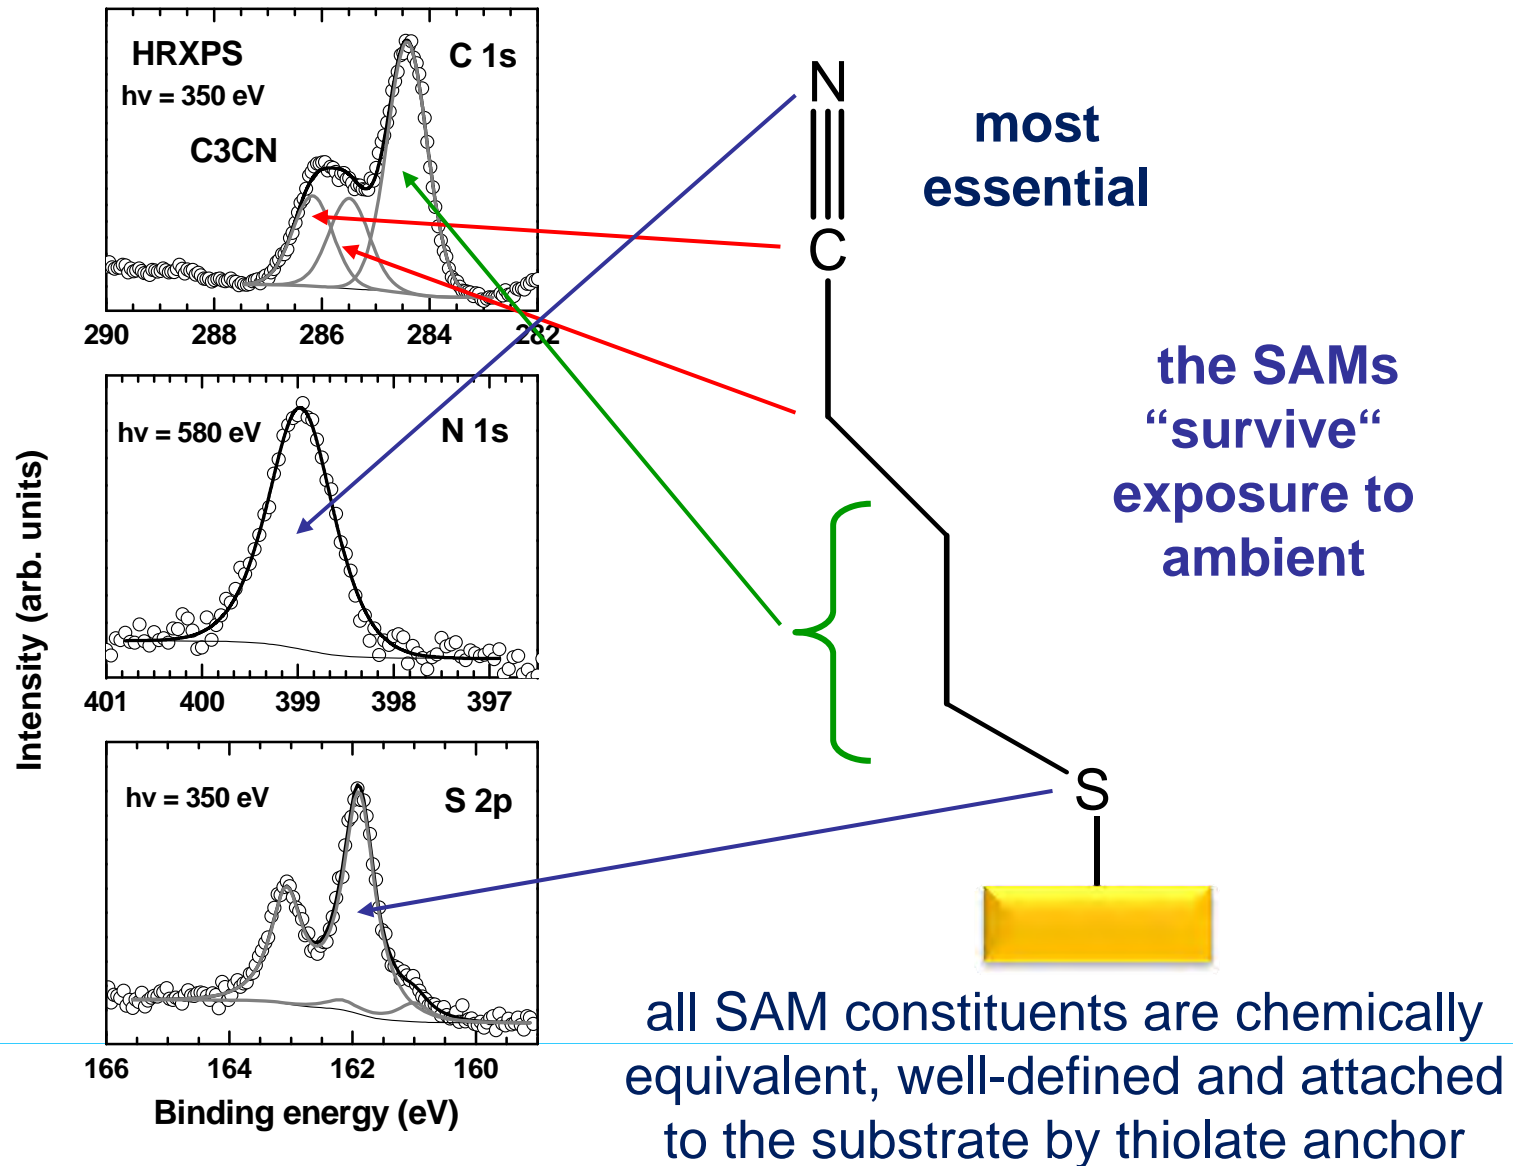 HRXPS
C 1s
hv = 350 eV
C3CN
290 288 286 284 282
hv = 580 eV
N 1s
401 400 399 398 397
hv = 350 eV
S 2p
166 164 162 160
Intensity (arb. units)
Binding energy (eV)
N
C
S
most
essential
the SAMs
“survive“
exposure to
ambient
all SAM constituents are chemically
equivalent, well-defined and attached
to the substrate by thiolate anchor